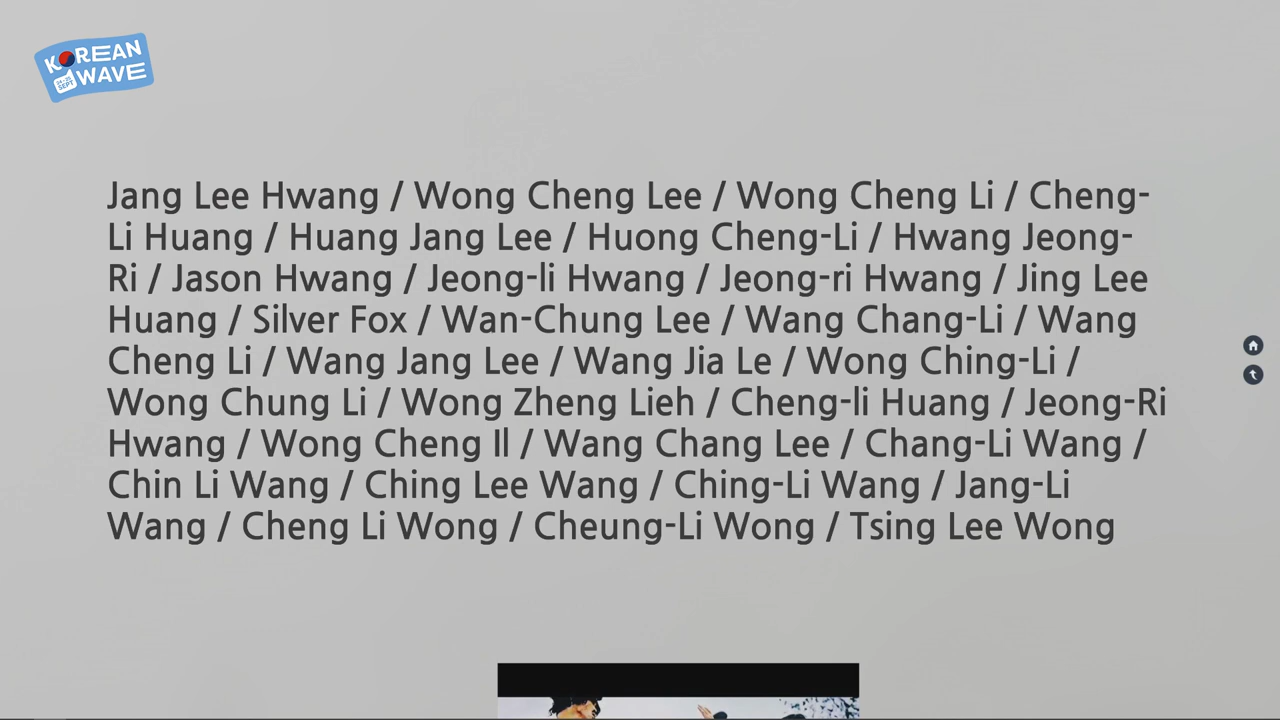 KOREAN
WAVE
24-25
SEPT
Jang Lee Hwang / Wong Cheng Lee / Wong Cheng Li / Cheng-
Li Huang / Huang Jang Lee / Huong Cheng-Li / Hwang Jeong-
Ri / Jason Hwang / Jeong-li Hwang / Jeong-ri Hwang / Jing Lee
Huang / Silver Fox / Wan-Chung Lee / Wang Chang-Li / Wang
Cheng Li / Wang Jang Lee / Wang Jia Le / Wong Ching-Li /
Wong Chung Li / Wong Zheng Lieh / Cheng-li Huang / Jeong-Ri
Hwang / Wong Cheng Il / Wang Chang Lee / Chang-Li Wang /
Chin Li Wang / Ching Lee Wang / Ching-Li Wang / Jang-Li
Wang / Cheng Li Wong / Cheung-Li Wong / Tsing Lee Wong